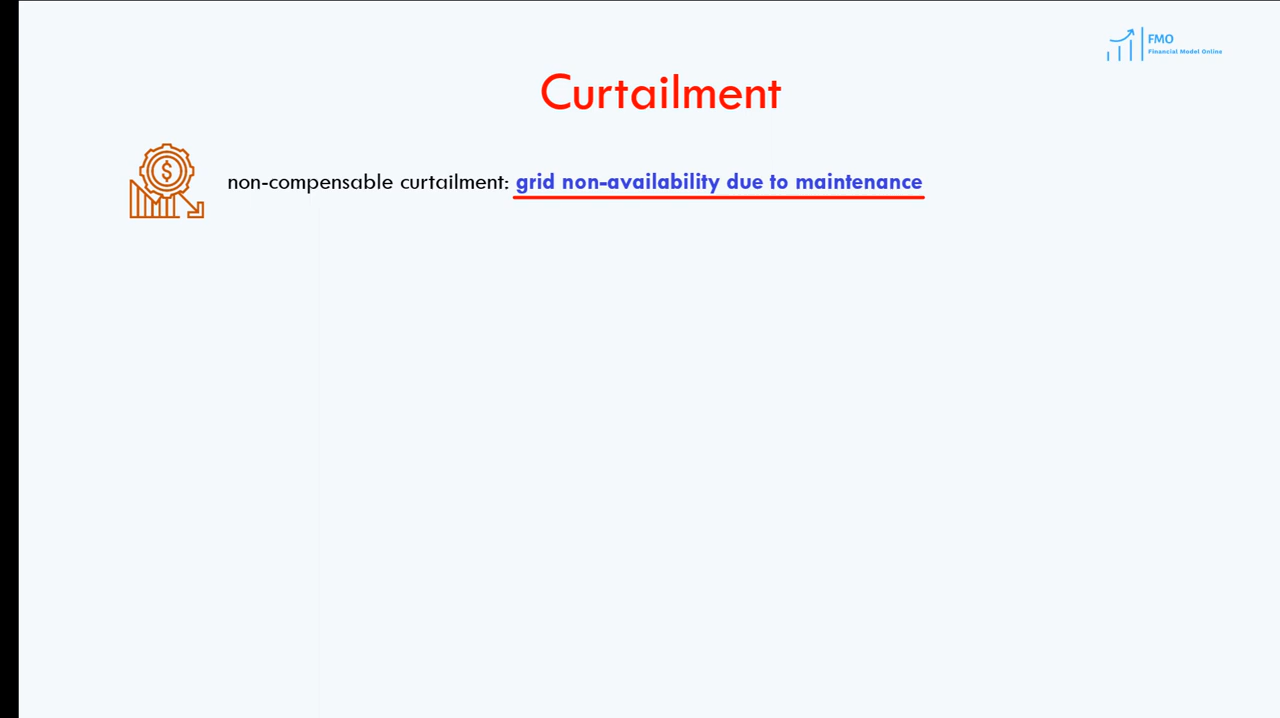 FMO
Financial Model Online
Curtailment
$
non-compensable curtailment: grid non-availability due to maintenance